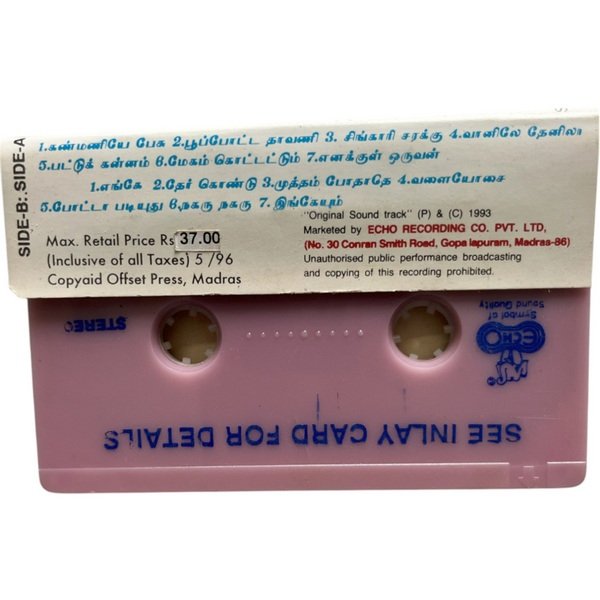 SIDE-B: SIDE-A
1.கண்மணியே பேசு 2.பூப்போட்ட தாவணி 3. சிங்காரி சரக்கு 4.வானிலே தேனிலா
5.பட்டுக் கன்னம் 6.மேகம் கொட்டட்டும் 7.எனக்குள் ஒருவன்
1.எங்கே 2.தேர் கொண்டு 3.முத்தம் போதாதே 4.வளையோசை
5.போட்டா படியுது 6.நகரு நகரு 7. இங்கேயும்
"Original Sound track" (P) & (C) 1993
Marketed by ECHO RECORDING CO. PVT. LTD,
(No. 30 Conran Smith Road, Gopa lapuram, Madras-86)
Unauthorised public performance broadcasting
and copying of this recording prohibited.
Max. Retail Price Rs 37.00
(Inclusive of all Taxes) 5 /96
Copyaid Offset Press, Madras
STEREO
Symbol of
Sound Quality
ECHO
SEE INLAY CARD FOR DETAILS